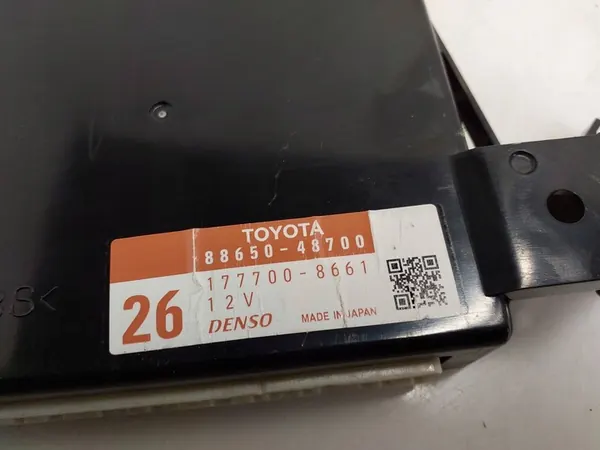 TOYOTA
88650-48700
177700-8661
12V
26
DENSO
MADE IN JAPAN